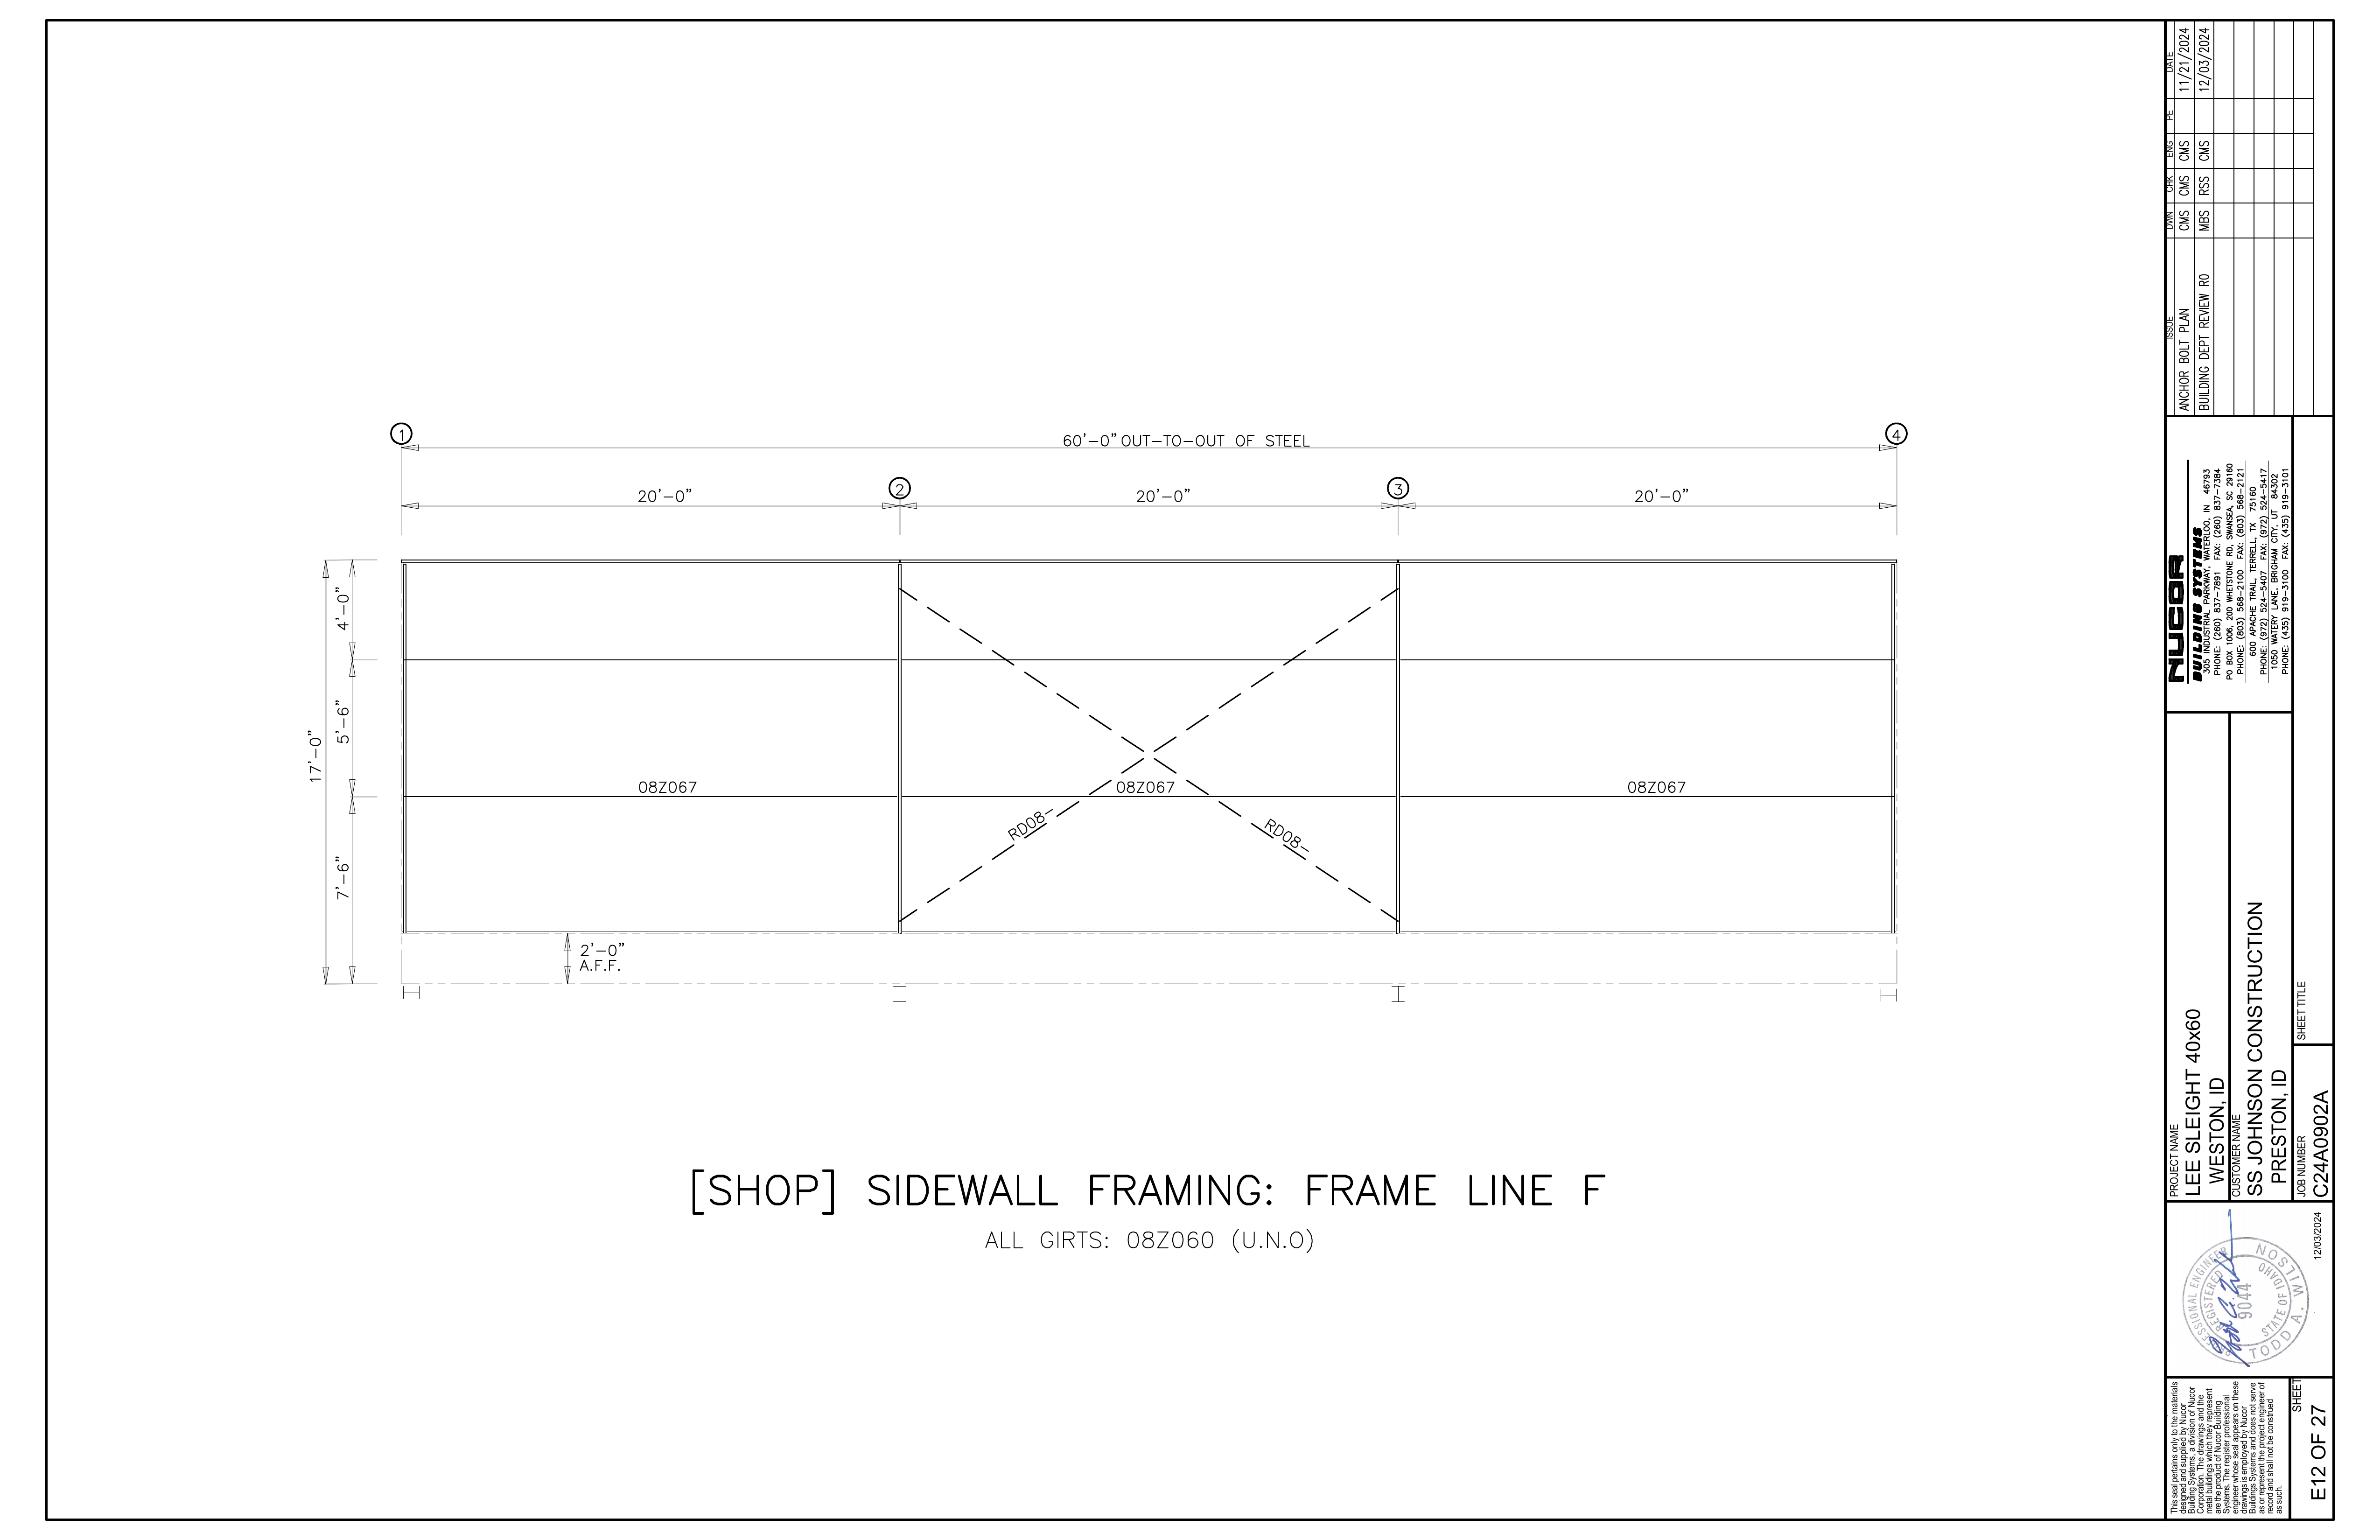 1
60'-0" OUT-TO-OUT OF STEEL
4
20'-0"
2
20'-0"
3
20'-0"
17'-0"
4'-0"
5'-6"
7'-6"
08Z067
08Z067
08Z067
RD08-
RD08-
2'-0"
A.F.F.
[SHOP] SIDEWALL FRAMING: FRAME LINE F
ALL GIRTS: 08Z060 (U.N.O)
ISSUE DWN CHK ENG PE DATE
ANCHOR BOLT PLAN CMS CMS CMS 11/21/2024
BUILDING DEPT REVIEW R0 MBS RSS CMS 12/03/2024
NUCOR
BUILDING SYSTEMS
305 INDUSTRIAL PARKWAY, WATERLOO, IN 46793
PHONE: (260) 837-7891 FAX: (260) 837-7384
PO BOX 1006, 200 WHETSTONE RD, SWANSEA, SC 29160
PHONE: (803) 568-2100 FAX: (803) 568-2121
600 APACHE TRAIL, TERRELL, TX 75160
PHONE: (972) 524-5407 FAX: (972) 524-5417
1050 WATERY LANE, BRIGHAM CITY, UT 84302
PHONE: (435) 919-3100 FAX: (435) 919-3101
PROJECT NAME
LEE SLEIGHT 40x60
WESTON, ID
CUSTOMER NAME
SS JOHNSON CONSTRUCTION
PRESTON, ID
SHEET TITLE
JOB NUMBER
C24A0902A
REGISTERED
9044
STATE OF IDAHO
TODD A. WILSON
12/03/2024
This seal pertains only to the materials
designed and supplied by Nucor
Building Systems, a division of Nucor
Corporation. The drawings and the
metal buildings which they represent
are the product of Nucor Building
Systems. The register professional
engineer whose seal appears on these
drawings is employed by Nucor
Buildings Systems and does not serve
as or represent the project engineer of
record and shall not be construed
as such.
SHEET
E12 OF 27